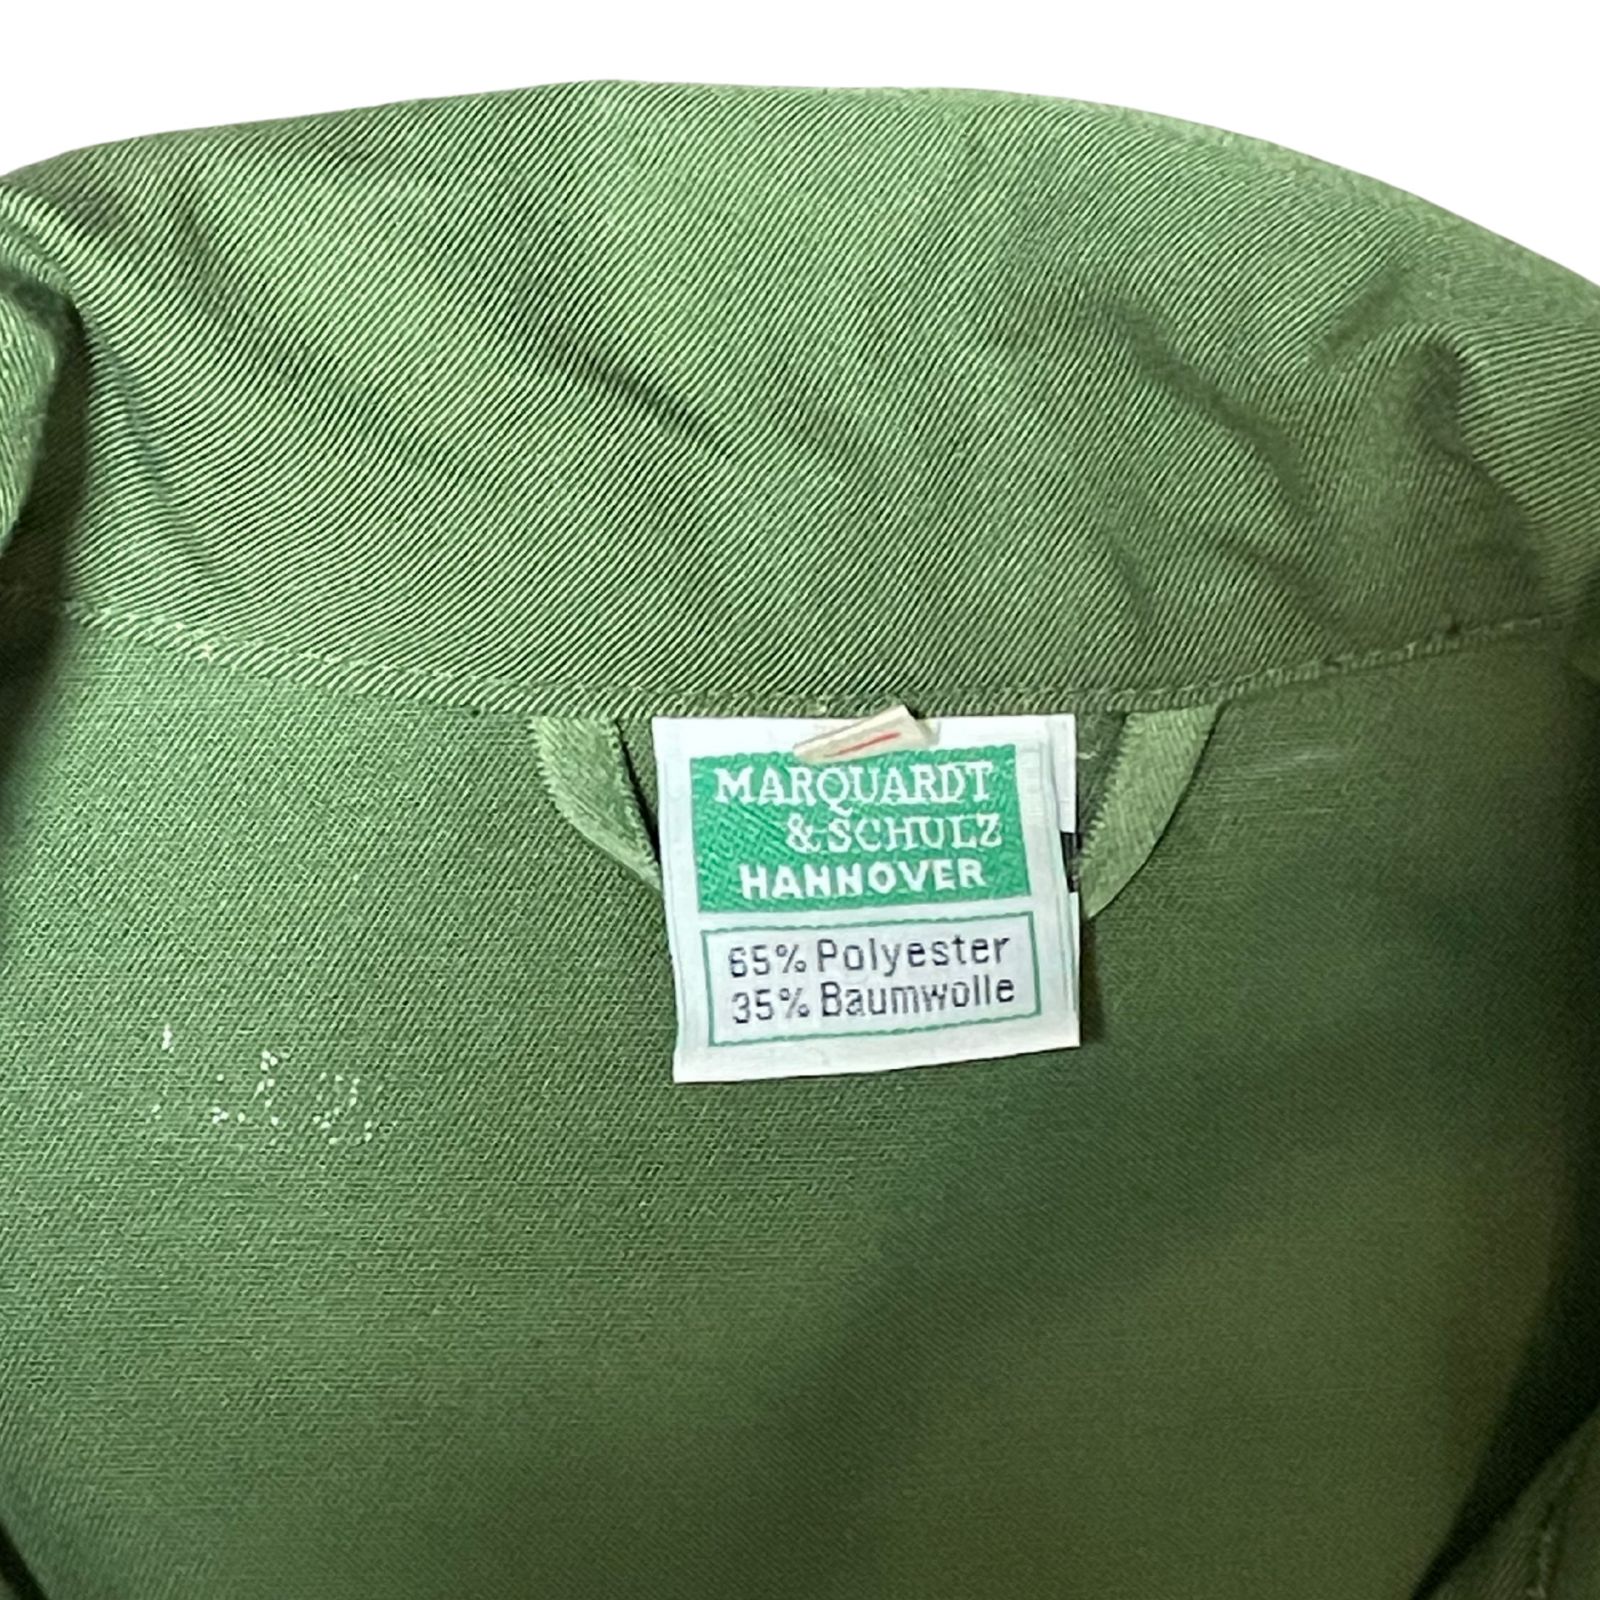 MARQUARDT
& SCHULZ
HANNOVER
65% Polyester
35% Baumwolle